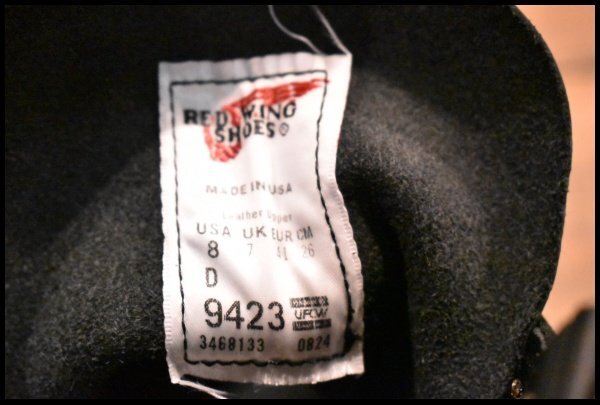 RED WING
SHOES®
MADE IN USA
Leather Upper
USA UK EUR CM
8 7 41 26
D
9423 UFCW
3468133 0824